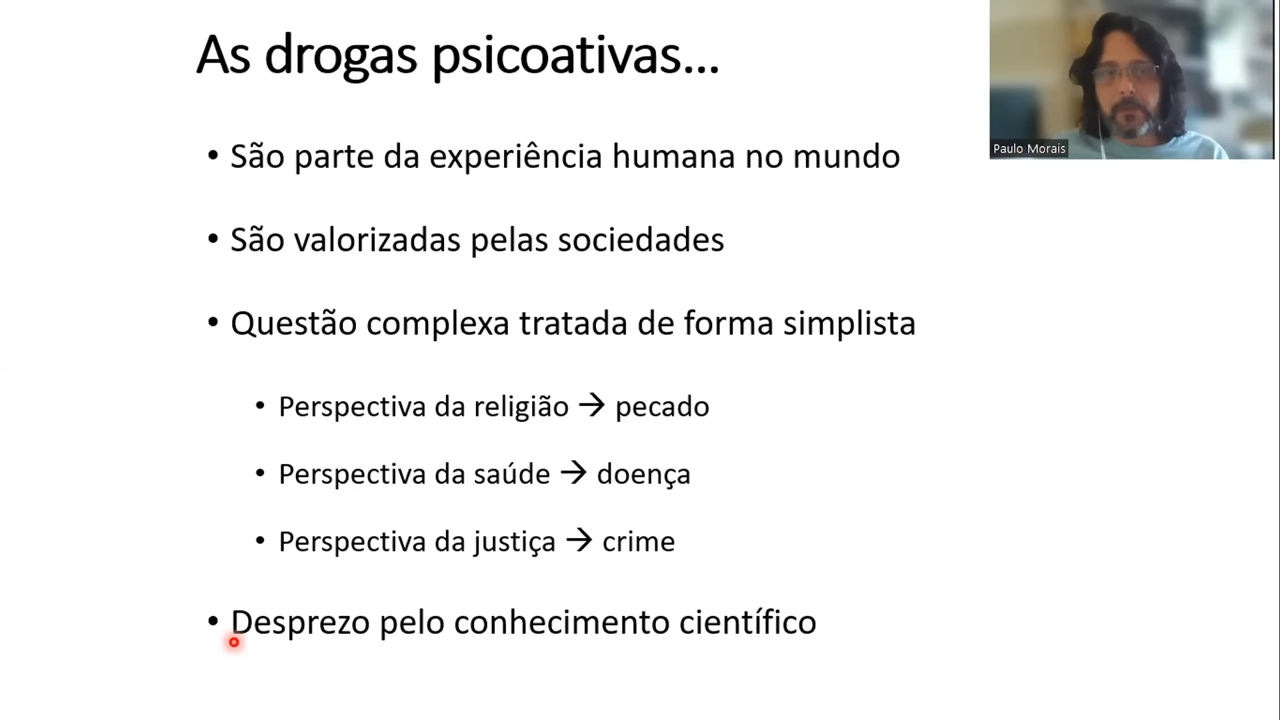 As drogas psicoativas...
Paulo Morais
• São parte da experiência humana no mundo
• São valorizadas pelas sociedades
• Questão complexa tratada de forma simplista
• Perspectiva da religião → pecado
• Perspectiva da saúde → doença
• Perspectiva da justiça → crime
• Desprezo pelo conhecimento científico